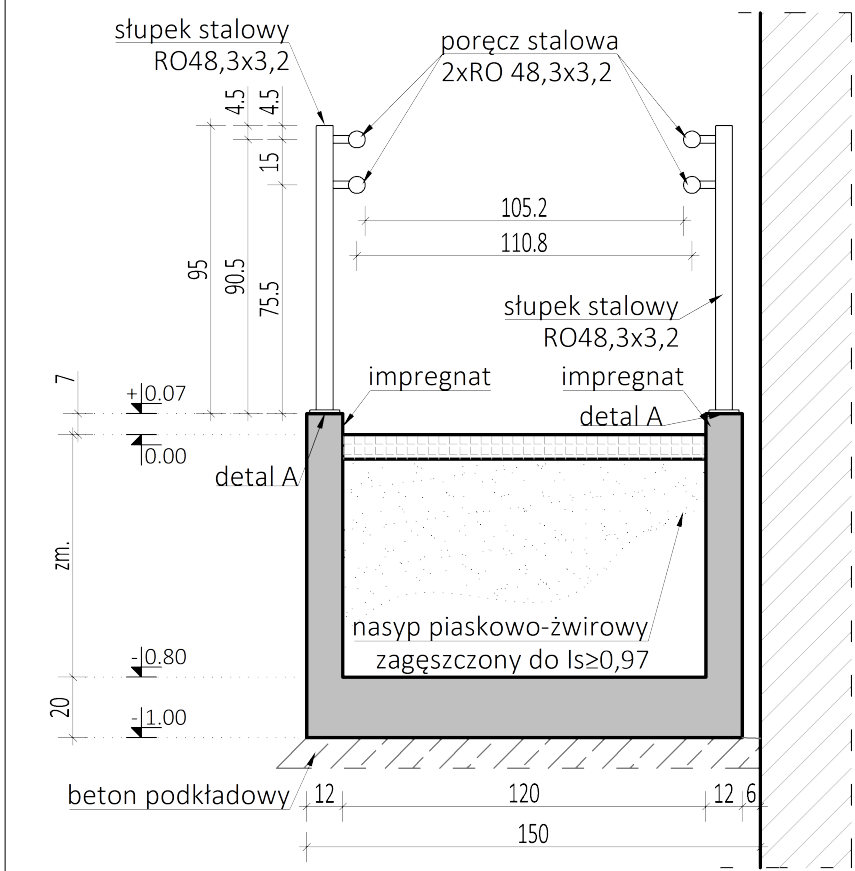 słupek stalowy
RO48,3x3,2
poręcz stalowa
2xRO 48,3x3,2
4.5
4.5
15
105.2
110.8
95
90.5
75.5
słupek stalowy
RO48,3x3,2
7
+0.07
impregnat
impregnat
detal A
0.00
detal A
zm.
nasyp piaskowo-żwirowy
zagęszczony do Is≥0,97
-0.80
20
-1.00
beton podkładowy
12
120
12
6
150